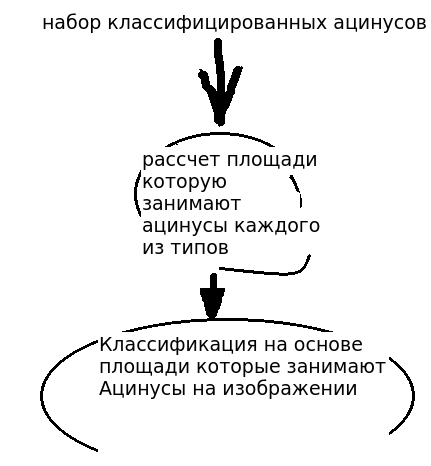 набор классифицированных ацинусов
рассчет площади
которую
занимают
ацинусы каждого
из типов
Классификация на основе
площади которые занимают
Ацинусы на изображении